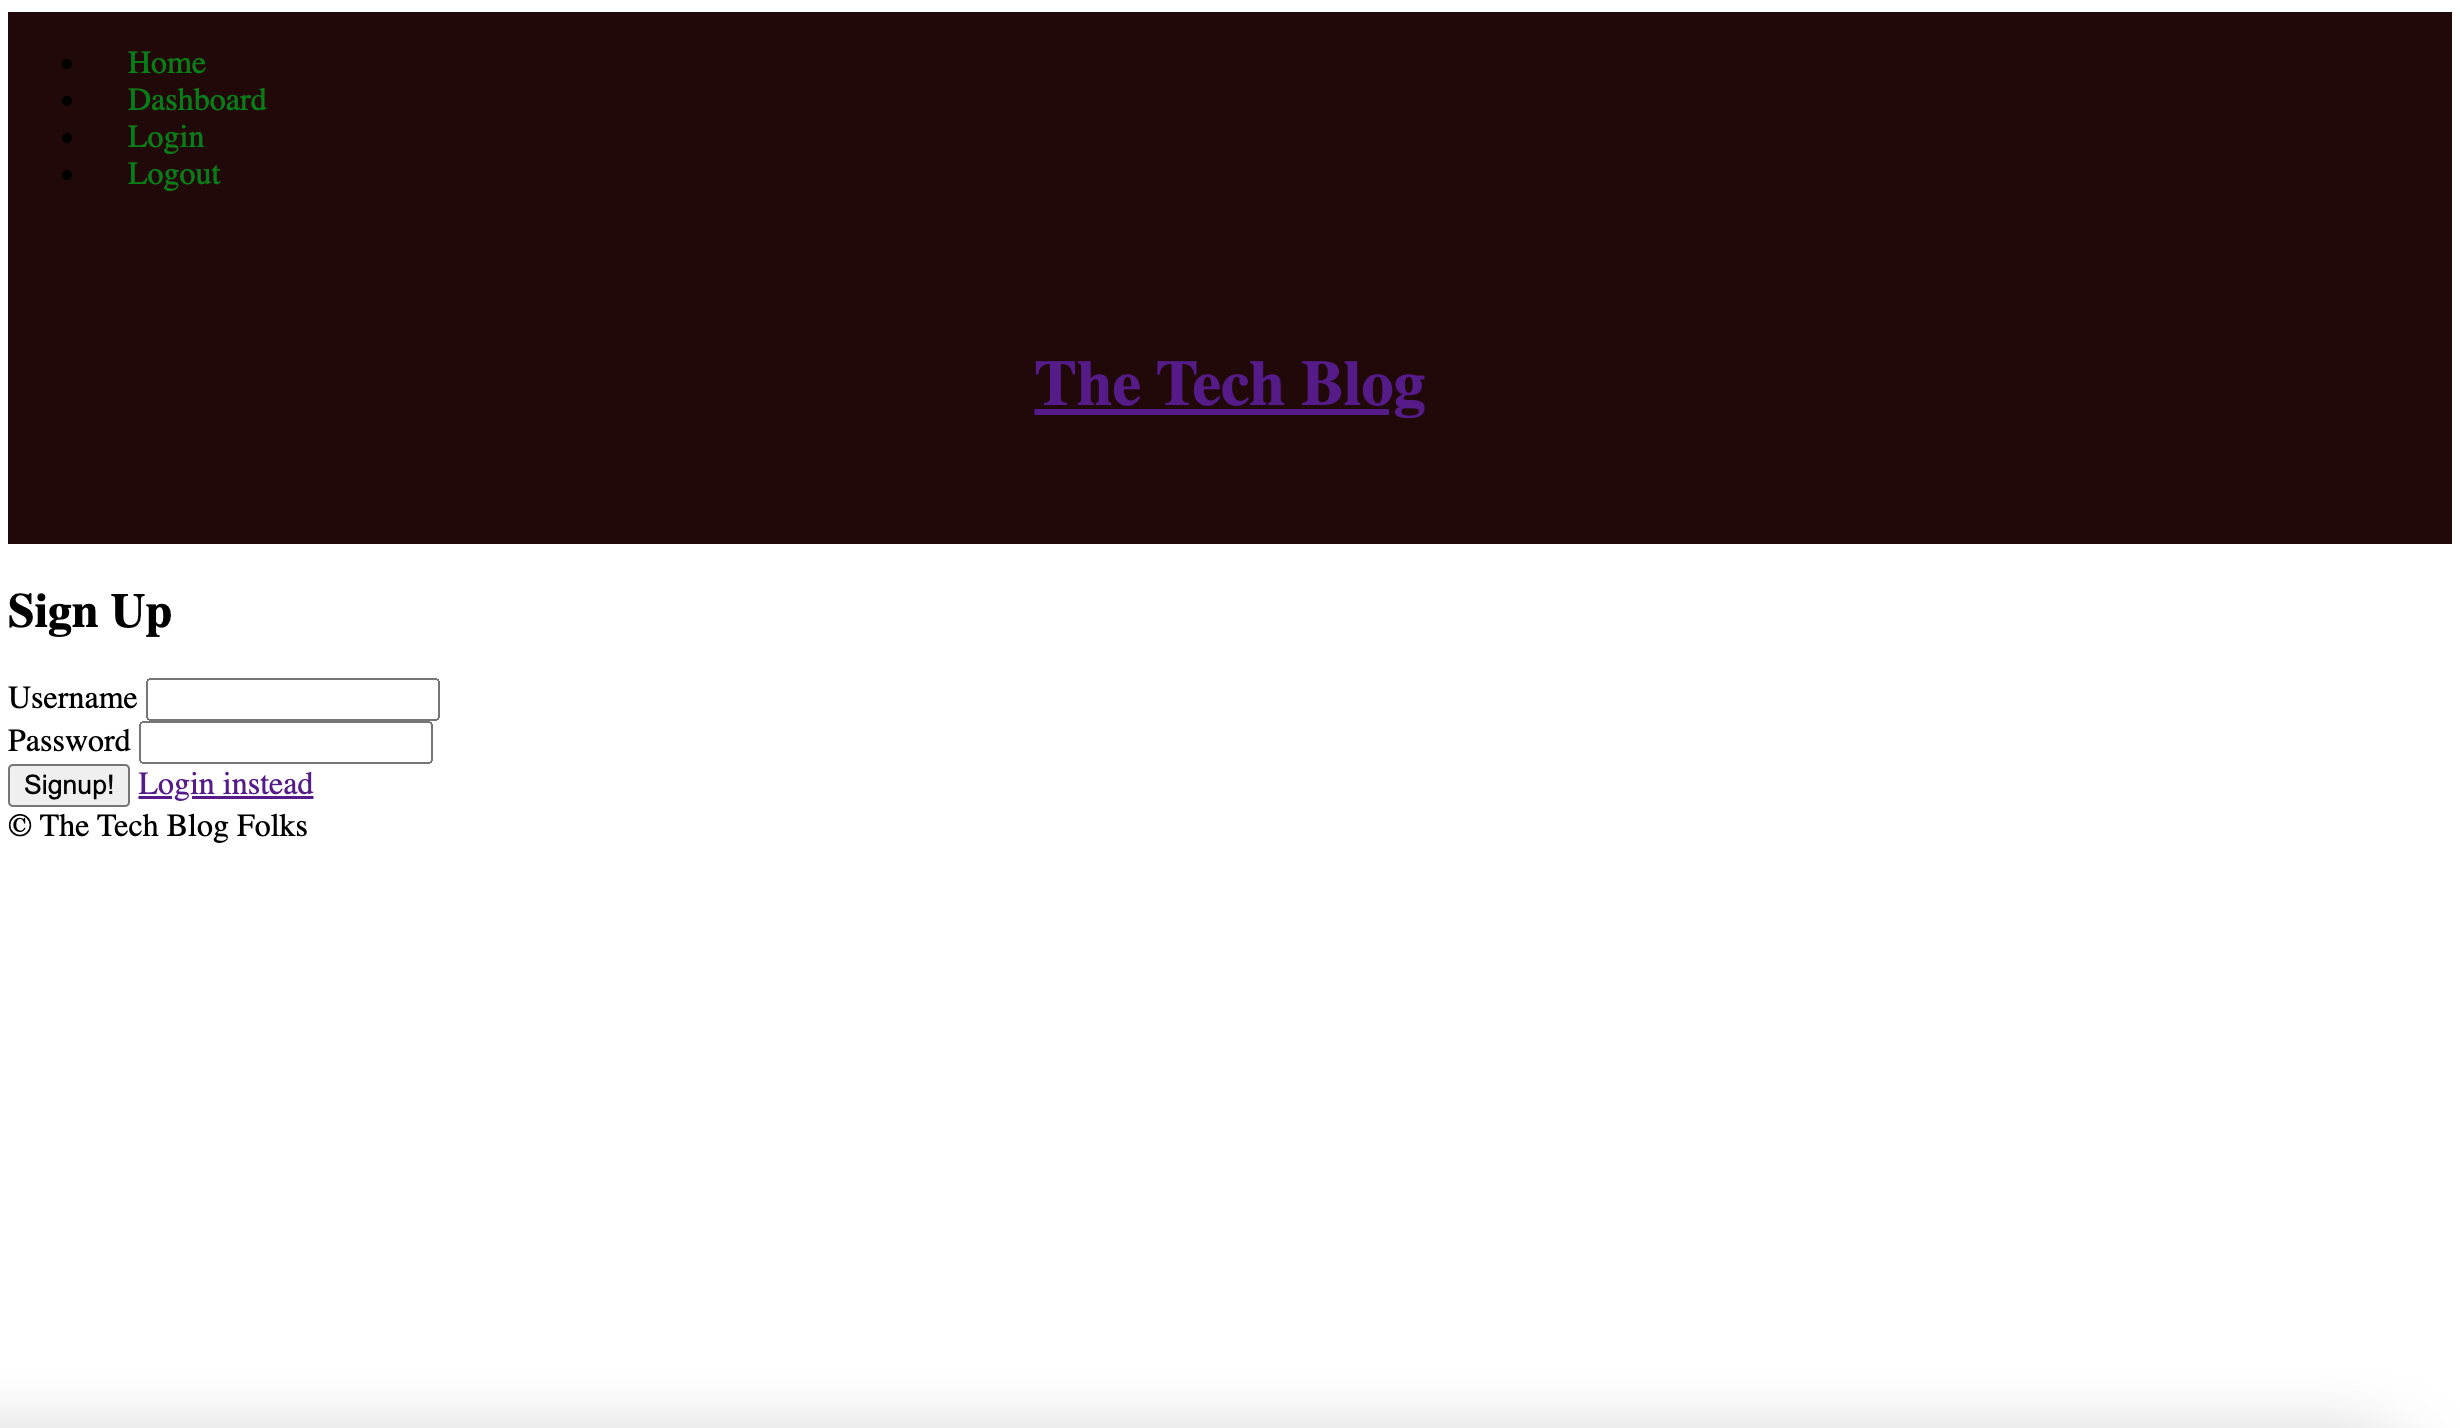 Home
Dashboard
Login
Logout
The Tech Blog
Sign Up
Username
Password
Signup! Login instead
© The Tech Blog Folks